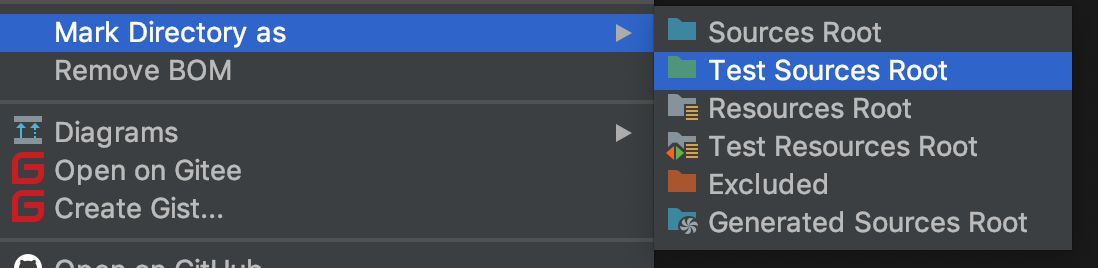 Mark Directory as
Remove BOM
Diagrams
Open on Gitee
Create Gist...
Open on GitHub
Sources Root
Test Sources Root
Resources Root
Test Resources Root
Excluded
Generated Sources Root